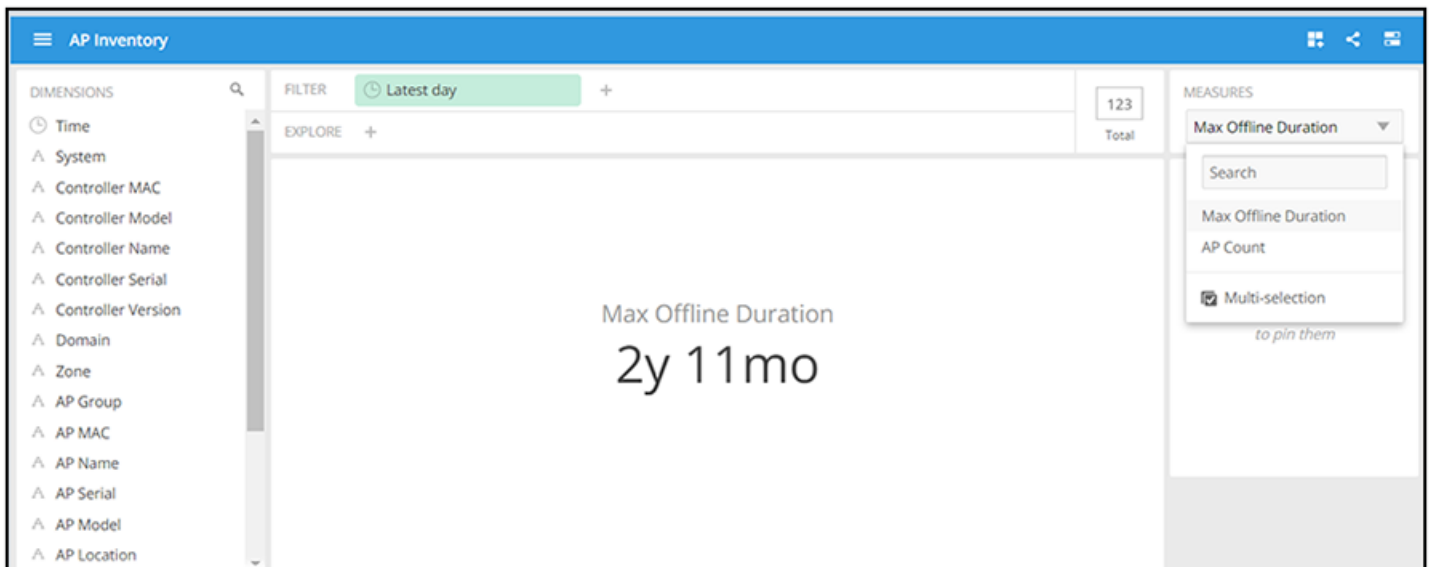 AP Inventory
DIMENSIONS
Time
System
Controller MAC
Controller Model
Controller Name
Controller Serial
Controller Version
Domain
Zone
AP Group
AP MAC
AP Name
AP Serial
AP Model
AP Location
FILTER
Latest day
+
EXPLORE +
123
Total
Max Offline Duration
2y 11mo
MEASURES
Max Offline Duration
Search
Max Offline Duration
AP Count
Multi-selection
to pin them